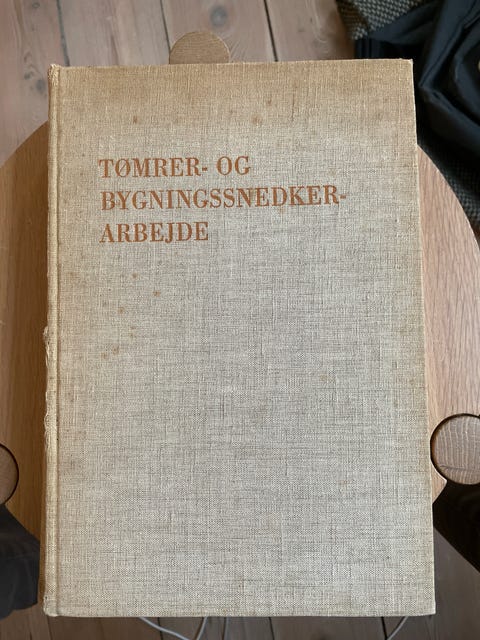 TØMRER- OG
BYGNINGSSNEDKER-
ARBEJDE